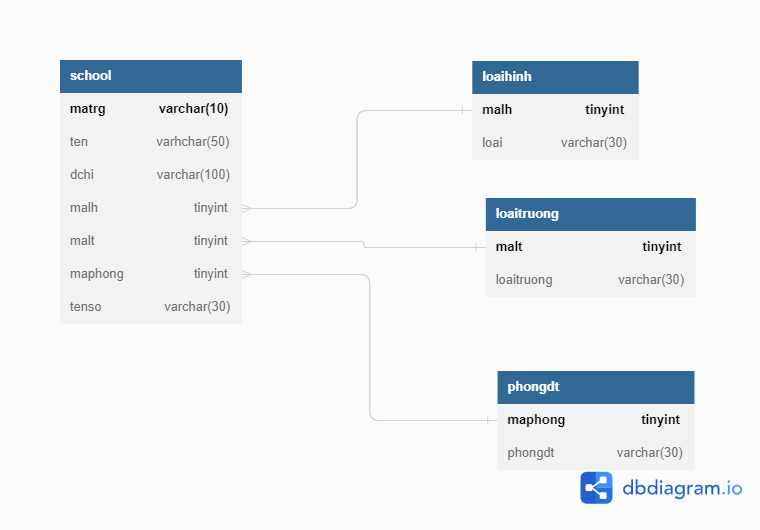 school
matrg varchar(10)
ten varhchar(50)
dchi varchar(100)
malh tinyint
malt tinyint
maphong tinyint
tenso varchar(30)
loaihinh
malh tinyint
loai varchar(30)
loaitruong
malt tinyint
loaitruong varchar(30)
phongdt
maphong tinyint
phongdt varchar(30)
dbdiagram.io